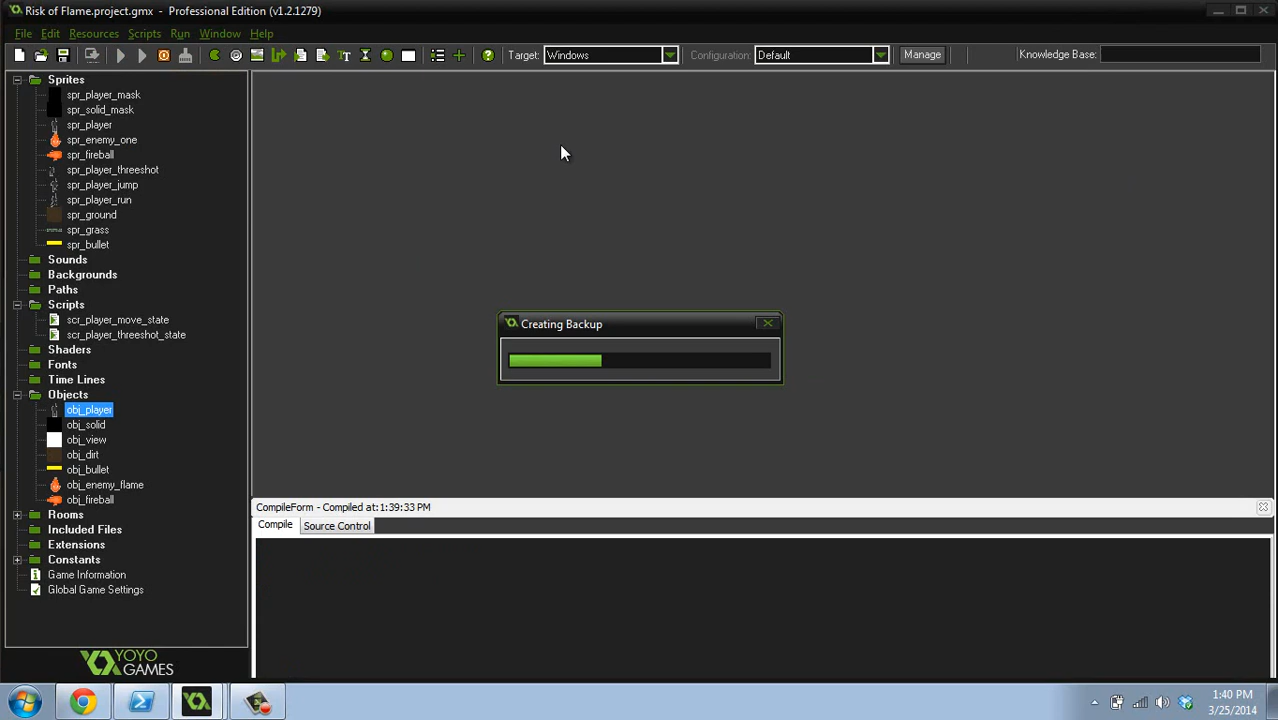 Risk of Flame.project.gmx - Professional Edition (v1.2.1279)
File Edit Resources Scripts Run Window Help
Target: Windows Configuration: Default Manage Knowledge Base:
Sprites
spr_player_mask
spr_solid_mask
spr_player
spr_enemy_one
spr_fireball
spr_player_threeshot
spr_player_jump
spr_player_run
spr_ground
spr_grass
spr_bullet
Sounds
Backgrounds
Paths
Scripts
scr_player_move_state
scr_player_threeshot_state
Shaders
Fonts
Time Lines
Objects
obj_player
obj_solid
obj_view
obj_dirt
obj_bullet
obj_enemy_flame
obj_fireball
Rooms
Included Files
Extensions
Constants
Game Information
Global Game Settings
YOYO
GAMES
Creating Backup
CompileForm - Compiled at: 1:39:33 PM
Compile Source Control
1:40 PM
3/25/2014